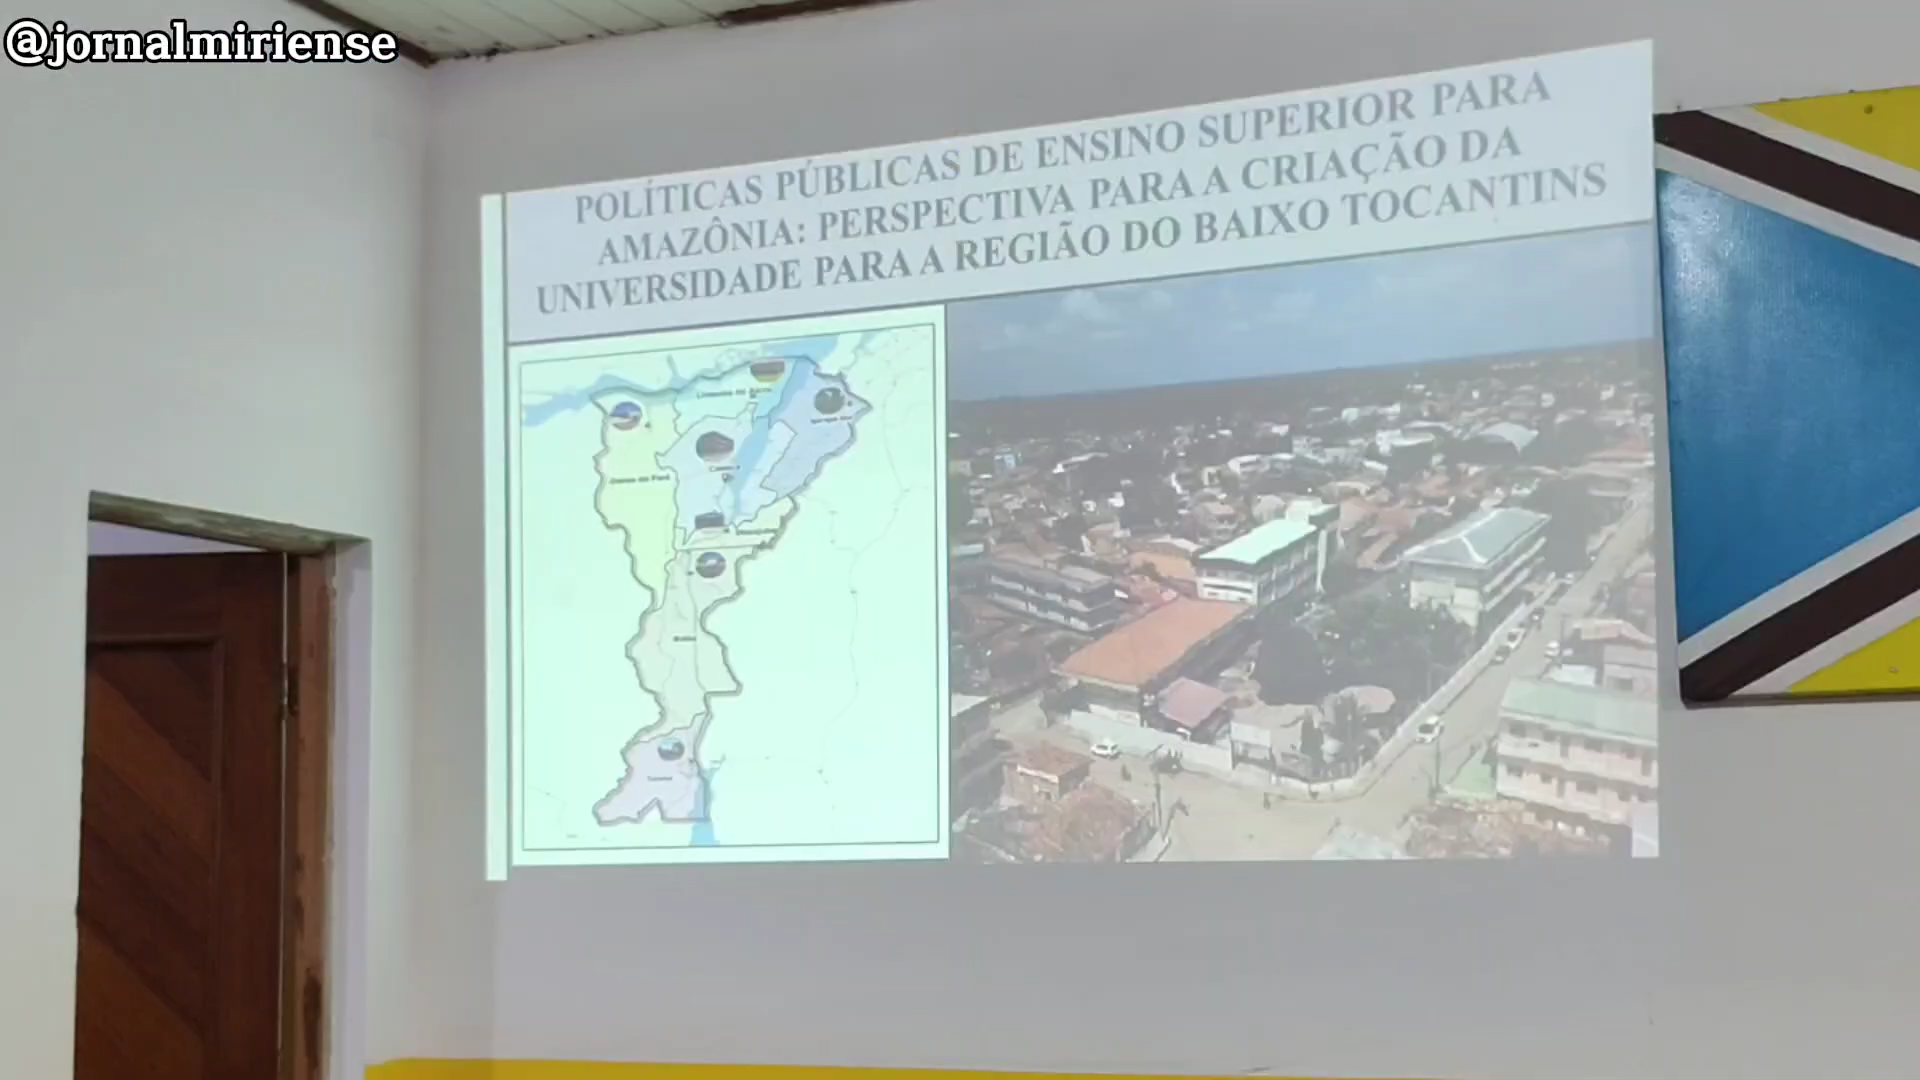 @jornalmiriense
POLÍTICAS PÚBLICAS DE ENSINO SUPERIOR PARA
AMAZÔNIA: PERSPECTIVA PARA A CRIAÇÃO DA
UNIVERSIDADE PARA A REGIÃO DO BAIXO TOCANTINS